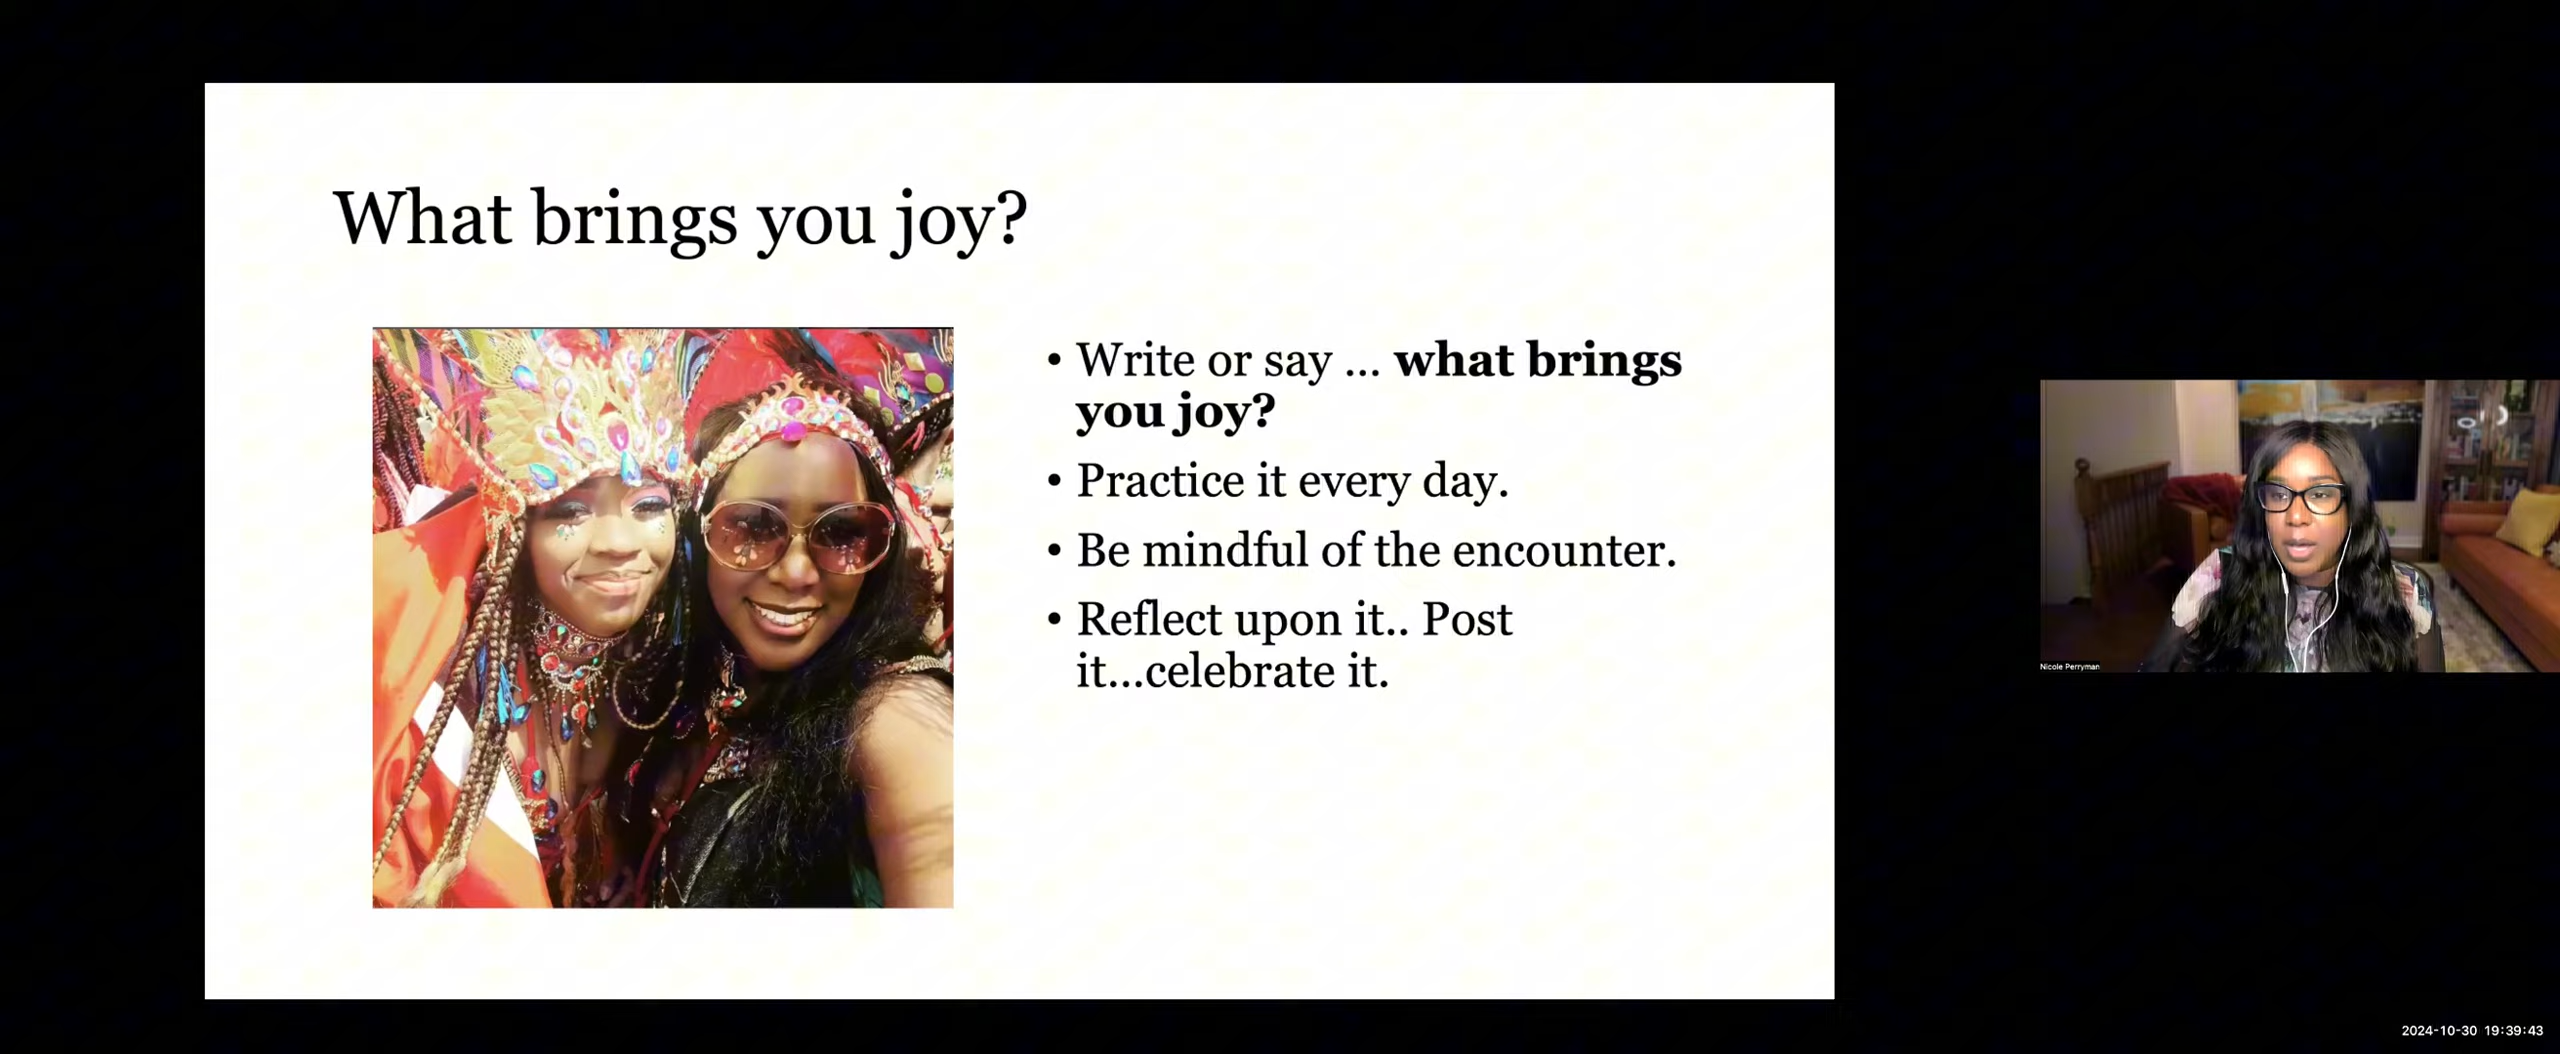 What brings you joy?
• Write or say ... what brings
you joy?
• Practice it every day.
• Be mindful of the encounter.
• Reflect upon it.. Post
it...celebrate it.
Nicole Perryman
2024-10-30 19:39:43